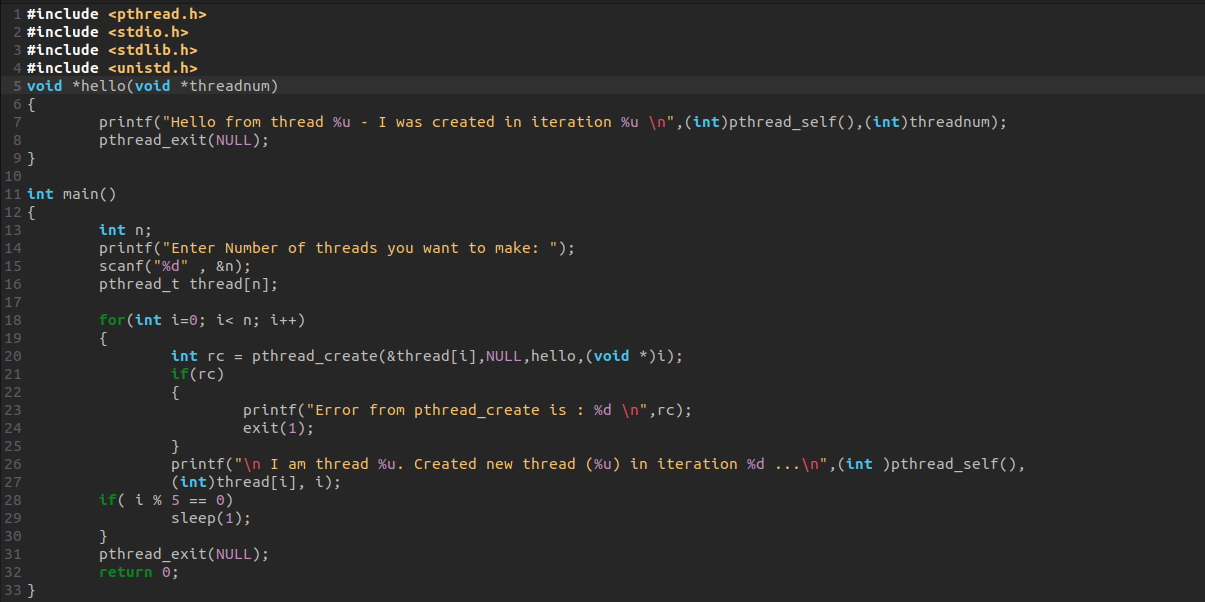 1 #include <pthread.h>
2 #include <stdio.h>
3 #include <stdlib.h>
4 #include <unistd.h>
5 void *hello(void *threadnum)
6 {
7         printf("Hello from thread %u - I was created in iteration %u \n",(int)pthread_self(),(int)threadnum);
8         pthread_exit(NULL);
9 }
10
11 int main()
12 {
13         int n;
14         printf("Enter Number of threads you want to make: ");
15         scanf("%d" , &n);
16         pthread_t thread[n];
17
18         for(int i=0; i< n; i++)
19         {
20                 int rc = pthread_create(&thread[i],NULL,hello,(void *)i);
21                 if(rc)
22                 {
23                         printf("Error from pthread_create is : %d \n",rc);
24                         exit(1);
25                 }
26                 printf("\n I am thread %u. Created new thread (%u) in iteration %d ...\n",(int )pthread_self(),
27                 (int)thread[i], i);
28         if( i % 5 == 0)
29                 sleep(1);
30         }
31         pthread_exit(NULL);
32         return 0;
33 }